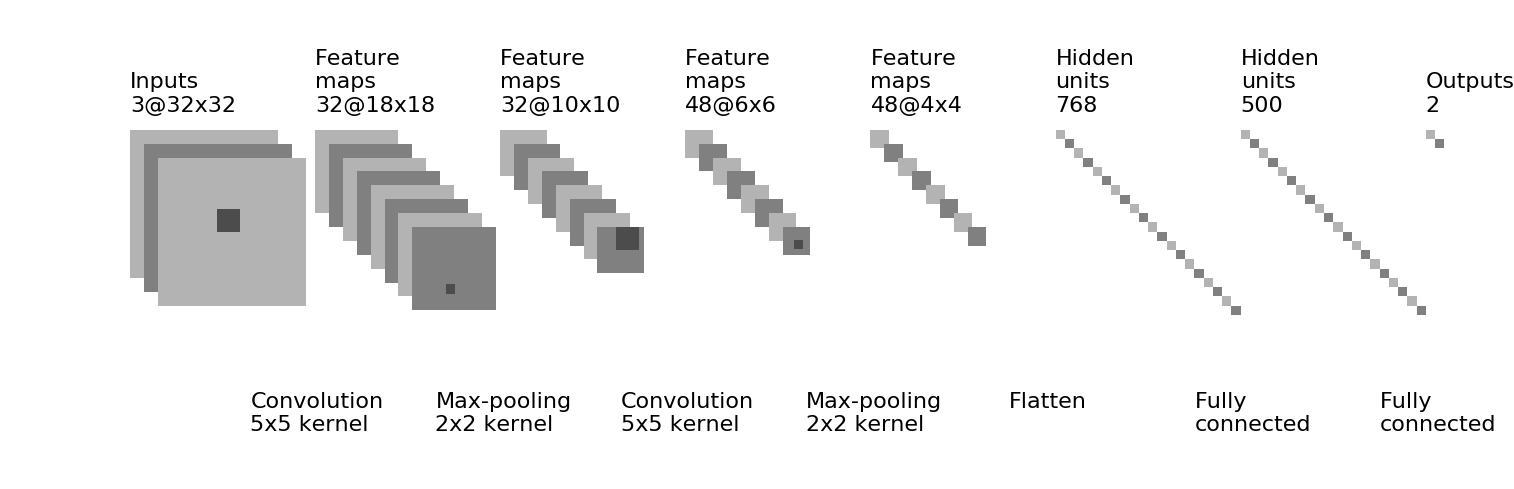 Inputs
3@32x32
Feature
maps
32@18x18
Feature
maps
32@10x10
Feature
maps
48@6x6
Feature
maps
48@4x4
Hidden
units
768
Hidden
units
500
Outputs
2
Convolution
5x5 kernel
Max-pooling
2x2 kernel
Convolution
5x5 kernel
Max-pooling
2x2 kernel
Flatten
Fully
connected
Fully
connected